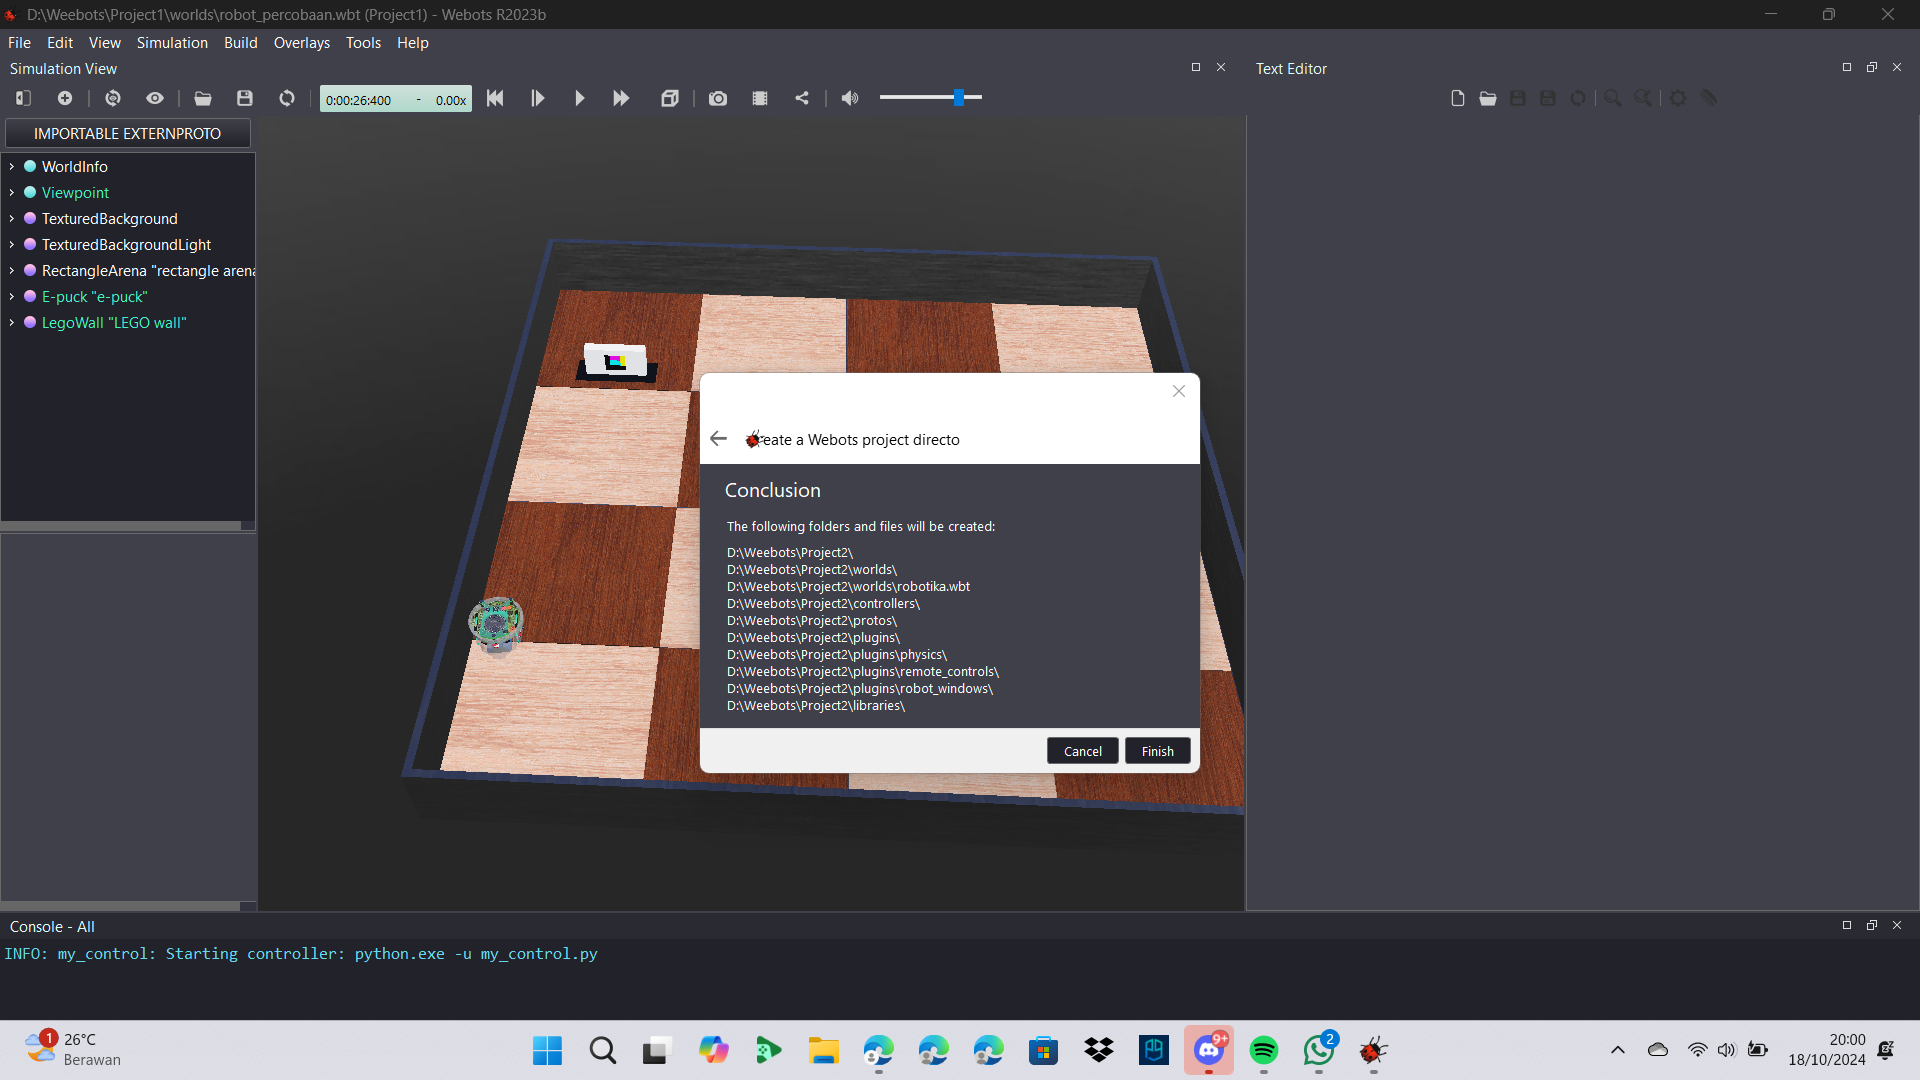 D:\Weebots\Project1\worlds\robot_percobaan.wbt (Project1) - Webots R2023b
File Edit View Simulation Build Overlays Tools Help
Simulation View
Text Editor
0:00:26:400 - 0.00x
IMPORTABLE EXTERNPROTO
WorldInfo
Viewpoint
TexturedBackground
TexturedBackgroundLight
RectangleArena "rectangle arena
E-puck "e-puck"
LegoWall "LEGO wall"
reate a Webots project directo
Conclusion
The following folders and files will be created:
D:\Weebots\Project2\
D:\Weebots\Project2\worlds\
D:\Weebots\Project2\worlds\robotika.wbt
D:\Weebots\Project2\controllers\
D:\Weebots\Project2\protos\
D:\Weebots\Project2\plugins\
D:\Weebots\Project2\plugins\physics\
D:\Weebots\Project2\plugins\remote_controls\
D:\Weebots\Project2\plugins\robot_windows\
D:\Weebots\Project2\libraries\
Cancel Finish
Console - All
INFO: my_control: Starting controller: python.exe -u my_control.py
1
26°C
Berawan
9+
2
20:00
18/10/2024